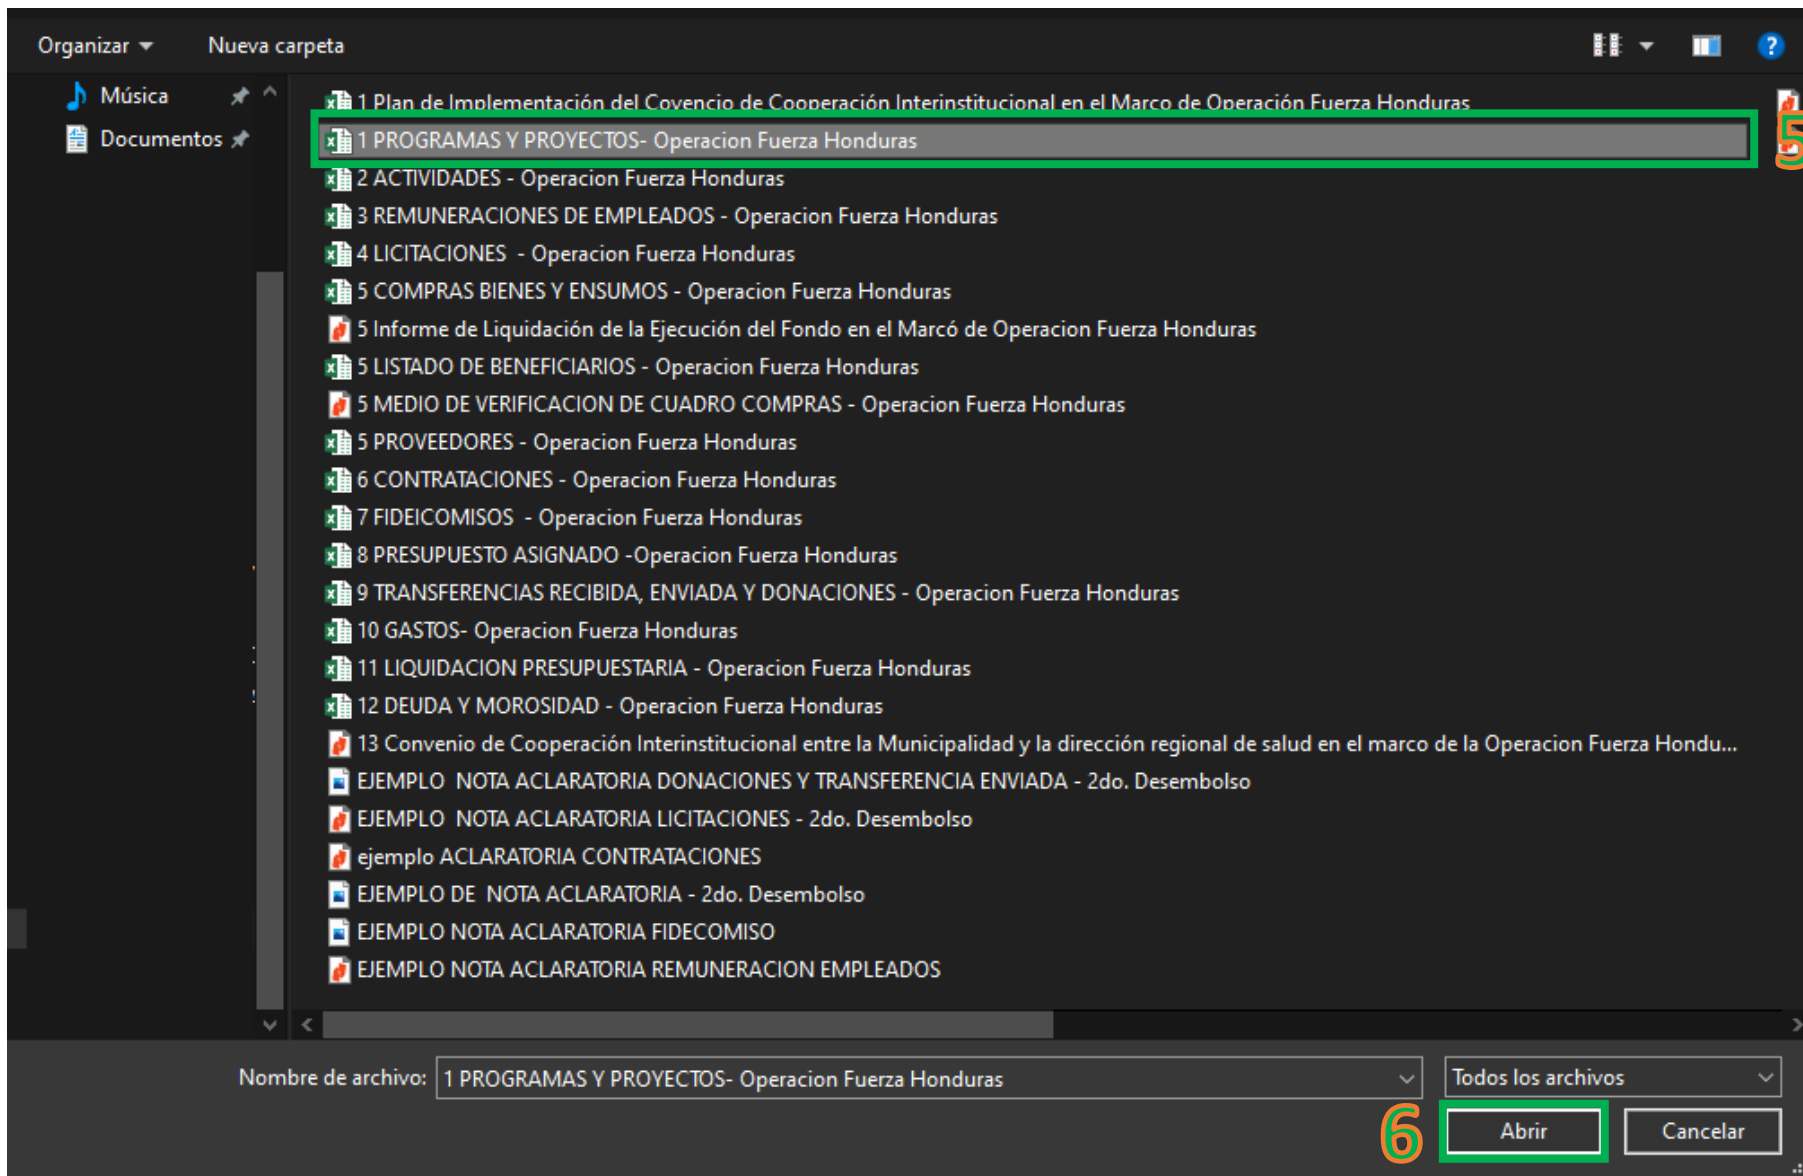 Organizar
Nueva carpeta
?
Música
Documentos
1 Plan de Implementación del Covencio de Cooperación Interinstitucional en el Marco de Operación Fuerza Honduras
1 PROGRAMAS Y PROYECTOS- Operacion Fuerza Honduras
5
2 ACTIVIDADES - Operacion Fuerza Honduras
3 REMUNERACIONES DE EMPLEADOS - Operacion Fuerza Honduras
4 LICITACIONES  - Operacion Fuerza Honduras
5 COMPRAS BIENES Y ENSUMOS - Operacion Fuerza Honduras
5 Informe de Liquidación de la Ejecución del Fondo en el Marcó de Operacion Fuerza Honduras
5 LISTADO DE BENEFICIARIOS - Operacion Fuerza Honduras
5 MEDIO DE VERIFICACION DE CUADRO COMPRAS - Operacion Fuerza Honduras
5 PROVEEDORES - Operacion Fuerza Honduras
6 CONTRATACIONES - Operacion Fuerza Honduras
7 FIDEICOMISOS  - Operacion Fuerza Honduras
8 PRESUPUESTO ASIGNADO -Operacion Fuerza Honduras
9 TRANSFERENCIAS RECIBIDA, ENVIADA Y DONACIONES - Operacion Fuerza Honduras
10 GASTOS- Operacion Fuerza Honduras
11 LIQUIDACION PRESUPUESTARIA - Operacion Fuerza Honduras
12 DEUDA Y MOROSIDAD - Operacion Fuerza Honduras
13 Convenio de Cooperación Interinstitucional entre la Municipalidad y la dirección regional de salud en el marco de la Operacion Fuerza Hondu...
EJEMPLO  NOTA ACLARATORIA DONACIONES Y TRANSFERENCIA ENVIADA - 2do. Desembolso
EJEMPLO  NOTA ACLARATORIA LICITACIONES - 2do. Desembolso
ejemplo ACLARATORIA CONTRATACIONES
EJEMPLO DE  NOTA ACLARATORIA - 2do. Desembolso
EJEMPLO NOTA ACLARATORIA FIDECOMISO
EJEMPLO NOTA ACLARATORIA REMUNERACION EMPLEADOS
Nombre de archivo:
1 PROGRAMAS Y PROYECTOS- Operacion Fuerza Honduras
Todos los archivos
6
Abrir
Cancelar